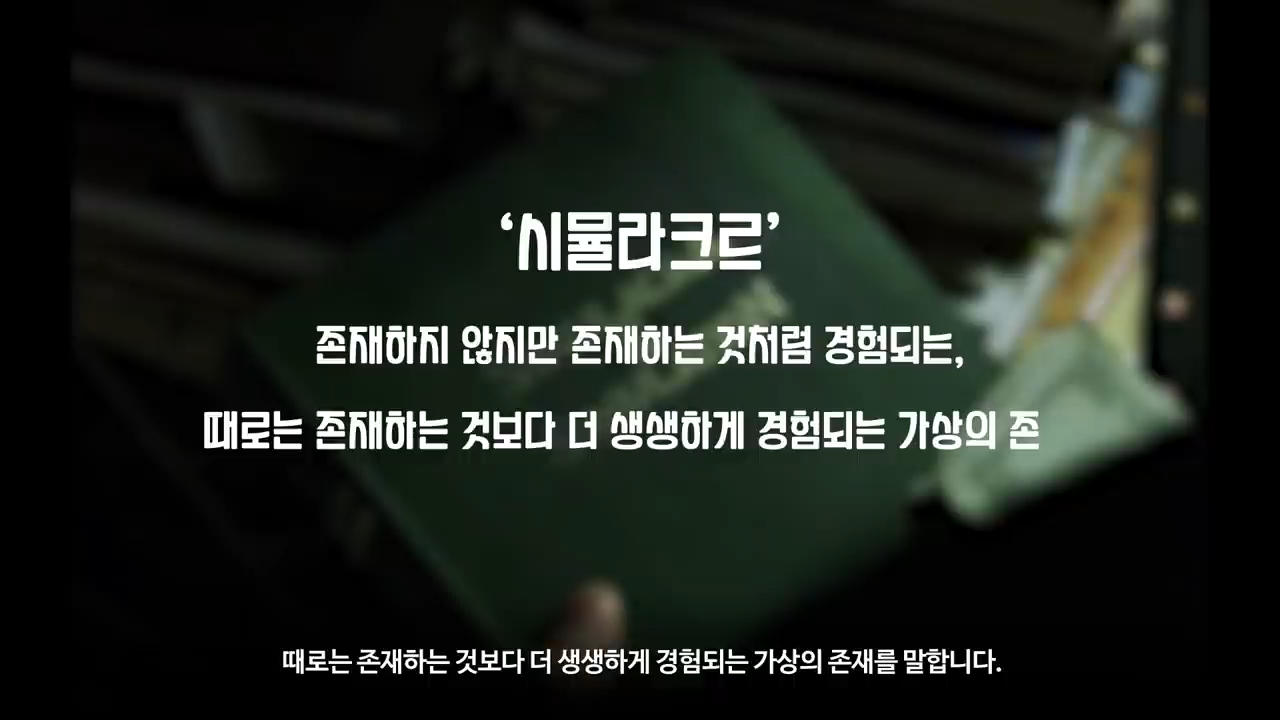 ‘시뮬라크르’
존재하지 않지만 존재하는 것처럼 경험되는,
때로는 존재하는 것보다 더 생생하게 경험되는 가상의 존
때로는 존재하는 것보다 더 생생하게 경험되는 가상의 존재를 말합니다.